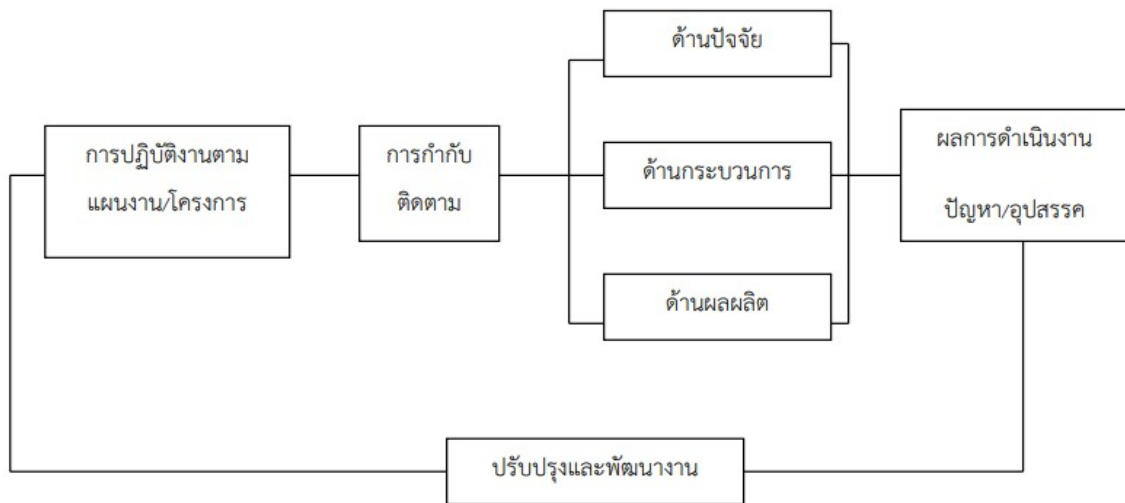 การปฏิบัติงานตาม
แผนงาน/โครงการ
การกำกับ
ติดตาม
ด้านปัจจัย
ด้านกระบวนการ
ด้านผลผลิต
ผลการดำเนินงาน
ปัญหา/อุปสรรค
ปรับปรุงและพัฒนางาน